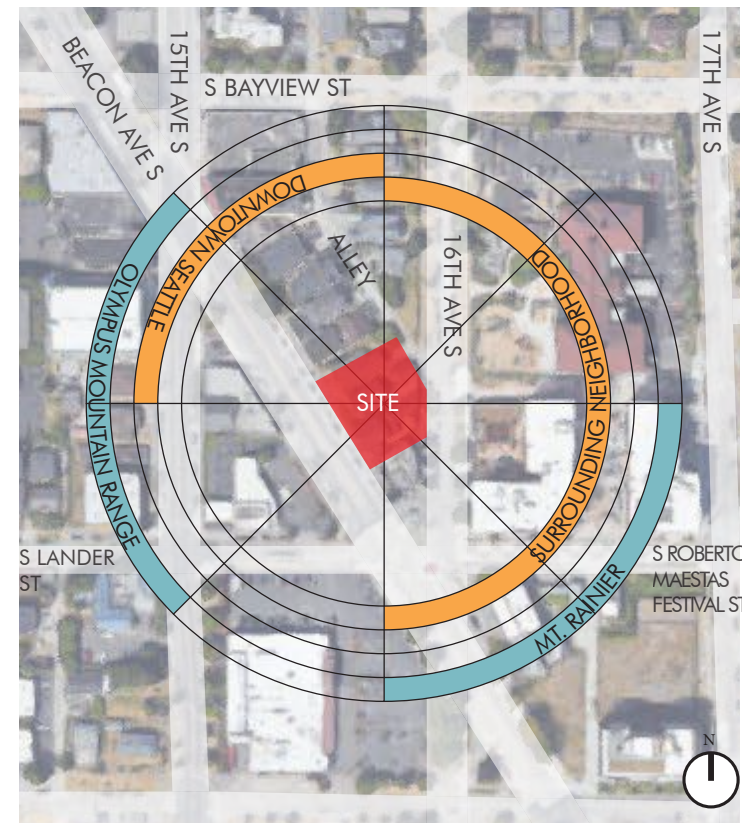 BEACON AVE S
15TH AVE S
S BAYVIEW ST
17TH AVE S
DOWNTOWN SEATTLE
ALLEY
16TH AVE S
SURROUNDING NEIGHBORHOOD
OLYMPUS MOUNTAIN RANGE
SITE
S LANDER
ST
S ROBERTO
MAESTAS
FESTIVAL ST
MT. RAINIER
N